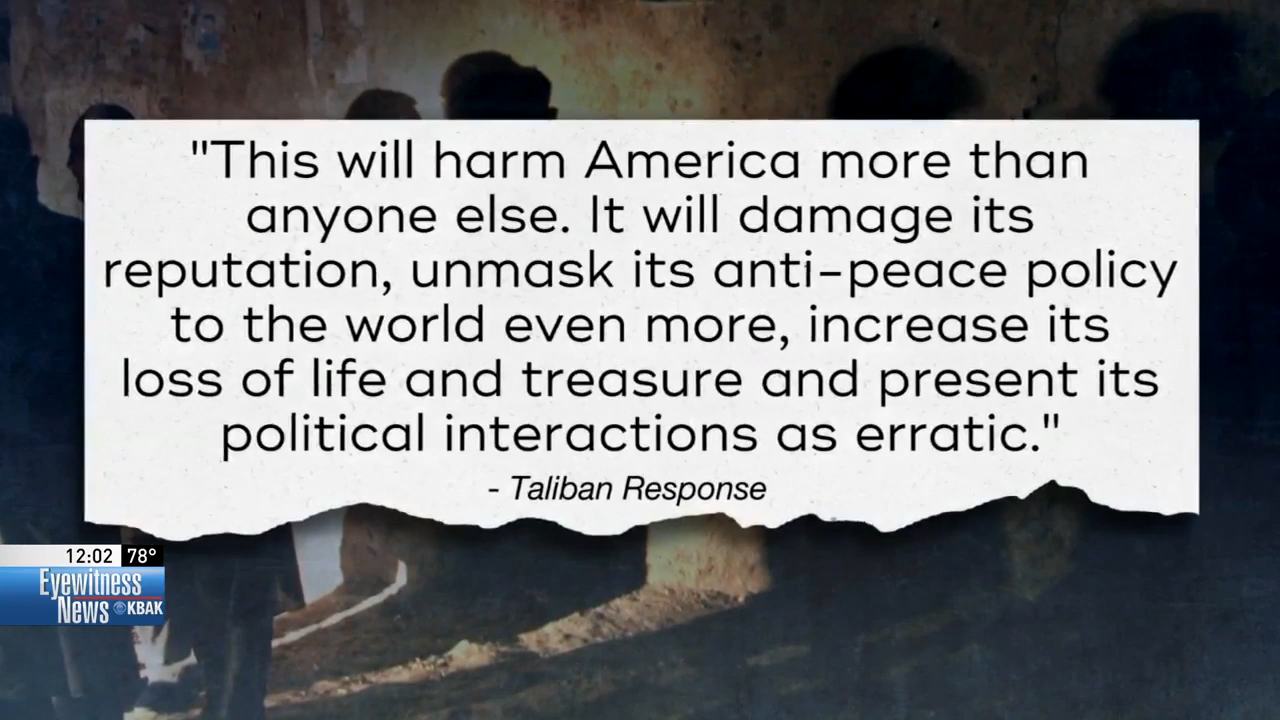 "This will harm America more than
anyone else. It will damage its
reputation, unmask its anti-peace policy
to the world even more, increase its
loss of life and treasure and present its
political interactions as erratic."
- Taliban Response
12:02 78°
Eyewitness
News KBAK